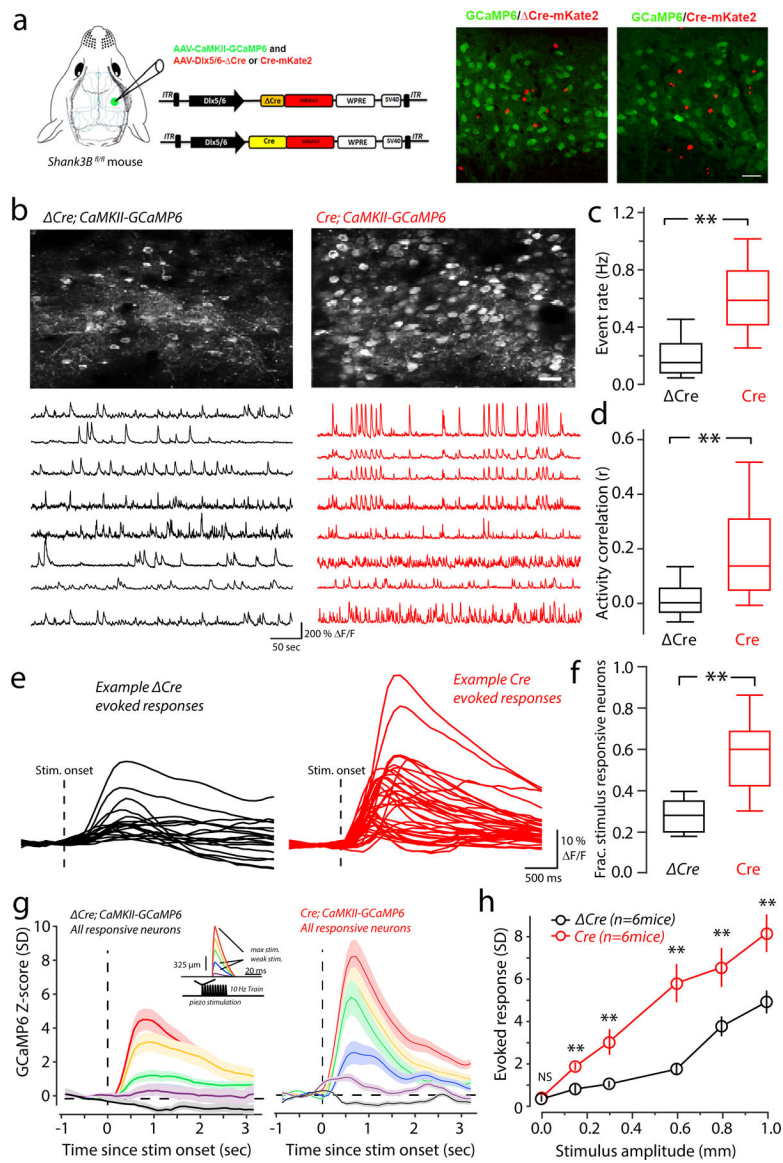 a
AAV-CaMKII-GCaMP6 and
AAV-Dlx5/6-ΔCre or Cre-mKate2
Shank3B fl/fl mouse
ITR Dlx5/6 ΔCre mKate2 WPRE SV40 ITR
ITR Dlx5/6 Cre mKate2 WPRE SV40 ITR
GCaMP6/ΔCre-mKate2
GCaMP6/Cre-mKate2
b
ΔCre; CaMKII-GCaMP6
Cre; CaMKII-GCaMP6
200 % ΔF/F
50 sec
c
**
Event rate (Hz)
1.2
0.8
0.4
0.0
ΔCre
Cre
d
**
Activity correlation (r)
0.6
0.4
0.2
0.0
ΔCre
Cre
e
Example ΔCre
evoked responses
Stim. onset
Example Cre
evoked responses
Stim. onset
10 %
ΔF/F
500 ms
f
**
Frac. stimulus responsive neurons
1.0
0.8
0.6
0.4
0.2
0.0
ΔCre
Cre
g
ΔCre; CaMKII-GCaMP6
All responsive neurons
GCaMP6 Z-score (SD)
10
8
6
4
2
0
-1 0 1 2 3
Time since stim onset (sec)
325 µm
max stim.
weak stim.
20 ms
10 Hz Train
piezo stimulation
Cre; CaMKII-GCaMP6
All responsive neurons
-1 0 1 2 3
Time since stim onset (sec)
h
ΔCre (n=6mice)
Cre (n=6mice)
Evoked response (SD)
8
6
4
2
0
NS
**
**
**
**
**
0.0 0.2 0.4 0.6 0.8 1.0
Stimulus amplitude (mm)